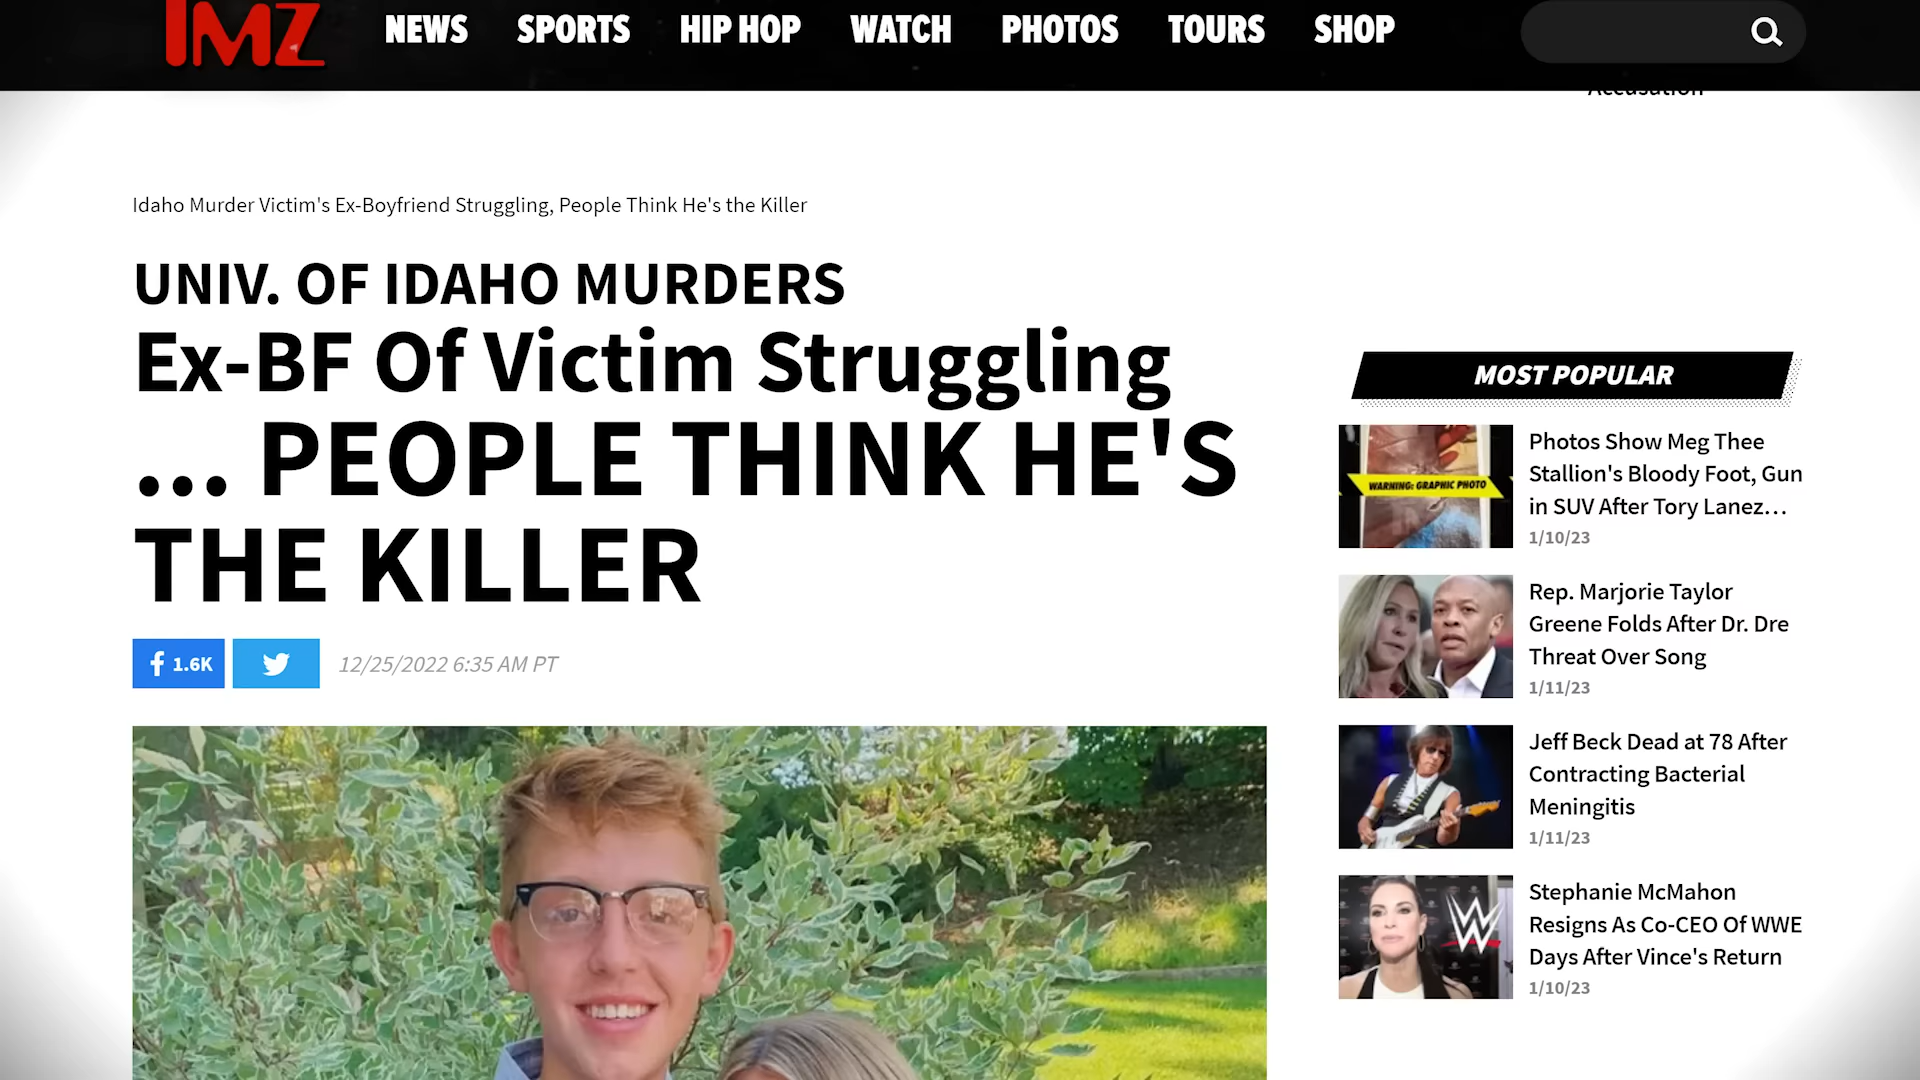 TMZ
NEWS
SPORTS
HIP HOP
WATCH
PHOTOS
TOURS
SHOP
Accusation
Idaho Murder Victim's Ex-Boyfriend Struggling, People Think He's the Killer
UNIV. OF IDAHO MURDERS
Ex-BF Of Victim Struggling
... PEOPLE THINK HE'S
THE KILLER
f 1.6K
12/25/2022 6:35 AM PT
MOST POPULAR
WARNING: GRAPHIC PHOTO
Photos Show Meg Thee
Stallion's Bloody Foot, Gun
in SUV After Tory Lanez...
1/10/23
Rep. Marjorie Taylor
Greene Folds After Dr. Dre
Threat Over Song
1/11/23
Jeff Beck Dead at 78 After
Contracting Bacterial
Meningitis
1/11/23
W
Stephanie McMahon
Resigns As Co-CEO Of WWE
Days After Vince's Return
1/10/23